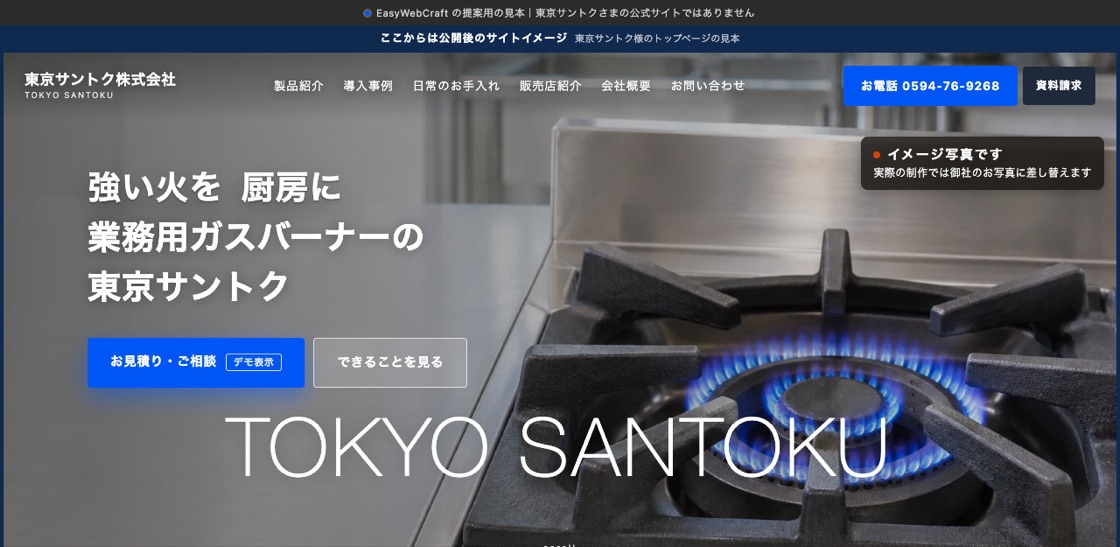 EasyWebCraft の提案用の見本｜東京サントクさまの公式サイトではありません
ここからは公開後のサイトイメージ 東京サントク様のトップページの見本
東京サントク株式会社
TOKYO SANTOKU
製品紹介 導入事例 日常のお手入れ 販売店紹介 会社概要 お問い合わせ
お電話 0594-76-9268
資料請求
イメージ写真です
実際の制作では御社のお写真に差し替えます
強い火を 厨房に
業務用ガスバーナーの
東京サントク
お見積り・ご相談 デモ表示
できることを見る
TOKYO SANTOKU